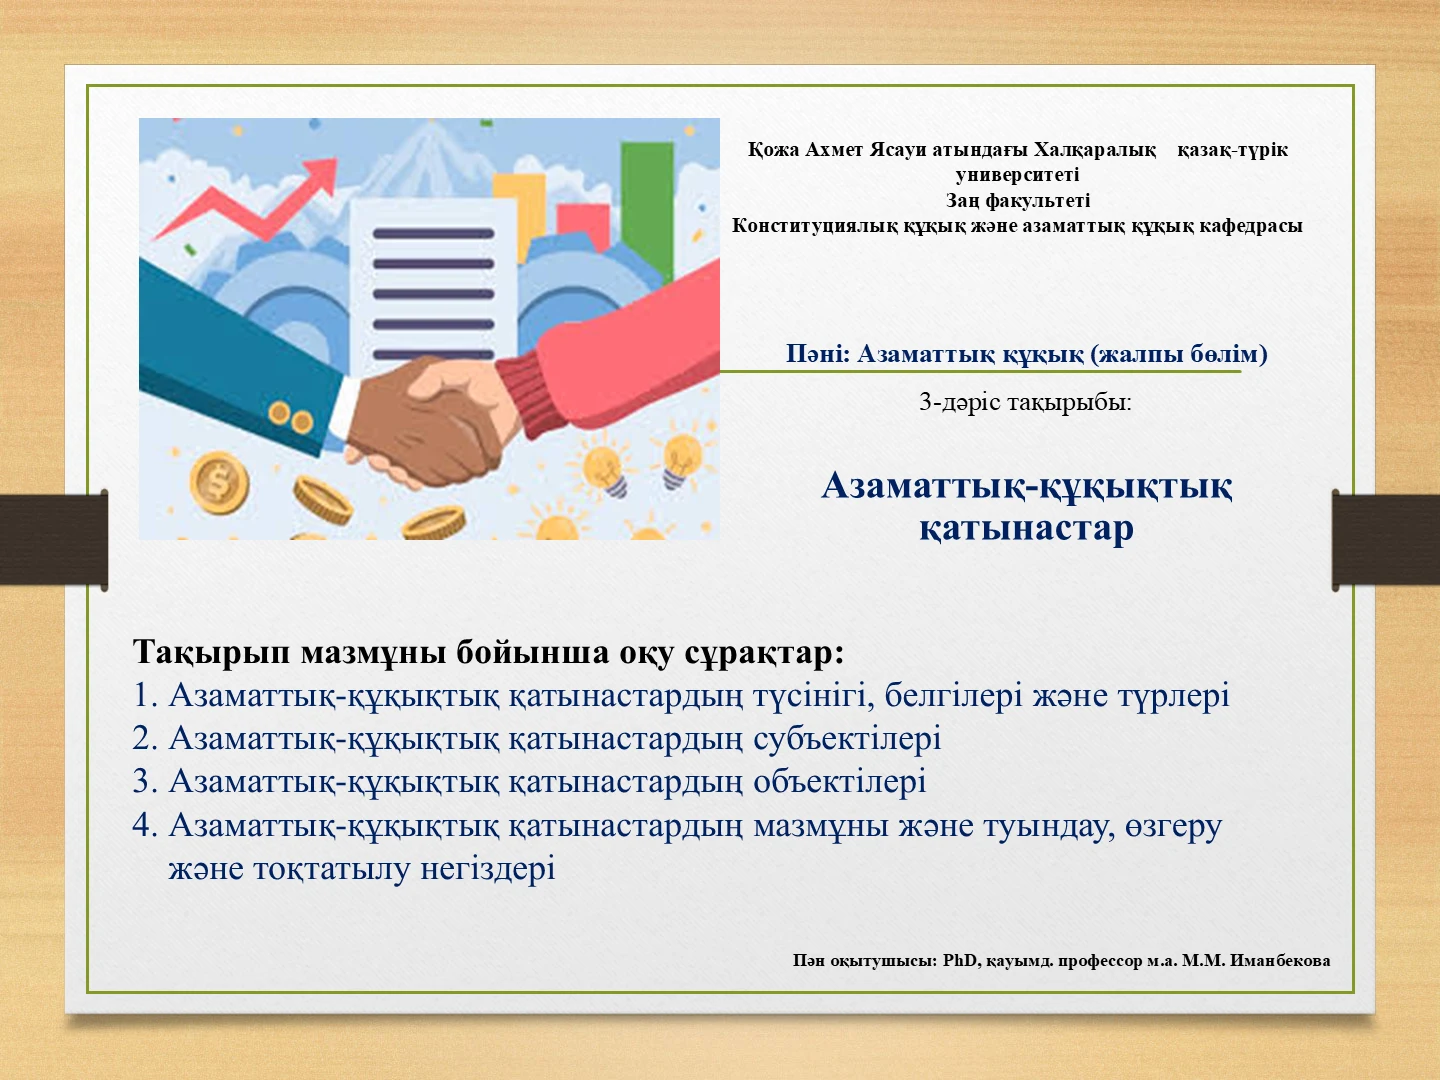 Қожа Ахмет Ясауи атындағы Халқаралық қазақ-түрік
университеті
Заң факультеті
Конституциялық құқық және азаматтық құқық кафедрасы
Пәні: Азаматтық құқық (жалпы бөлім)
3-дәріс тақырыбы:
Азаматтық-құқықтық
қатынастар
Тақырып мазмұны бойынша оқу сұрақтар:
1. Азаматтық-құқықтық қатынастардың түсінігі, белгілері және түрлері
2. Азаматтық-құқықтық қатынастардың субъектілері
3. Азаматтық-құқықтық қатынастардың объектілері
4. Азаматтық-құқықтық қатынастардың мазмұны және туындау, өзгеру
және тоқтатылу негіздері
Пән оқытушысы: PhD, қауымд. профессор м.а. М.М. Иманбекова